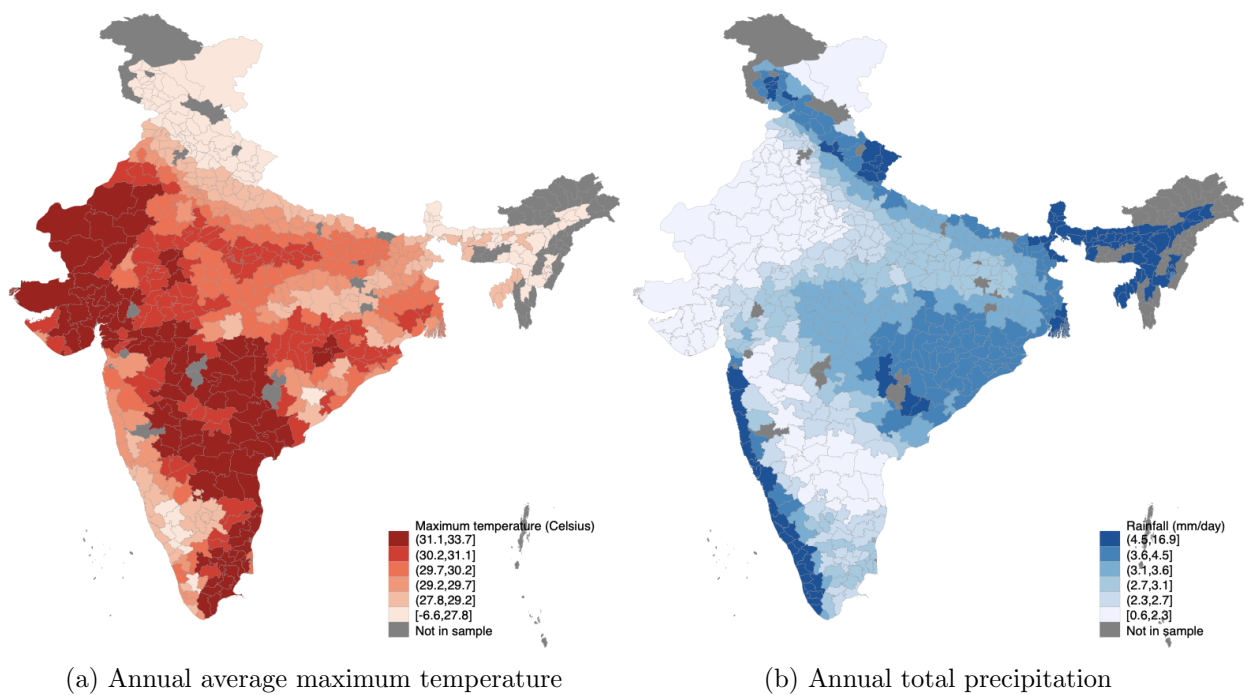 Maximum temperature (Celsius)
(31.1,33.7]
(30.2,31.1]
(29.7,30.2]
(29.2,29.7]
(27.8,29.2]
[-6.6,27.8]
Not in sample
Rainfall (mm/day)
(4.5,16.9]
(3.6,4.5]
(3.1,3.6]
(2.7,3.1]
(2.3,2.7]
[0.6,2.3]
Not in sample
(a) Annual average maximum temperature
(b) Annual total precipitation